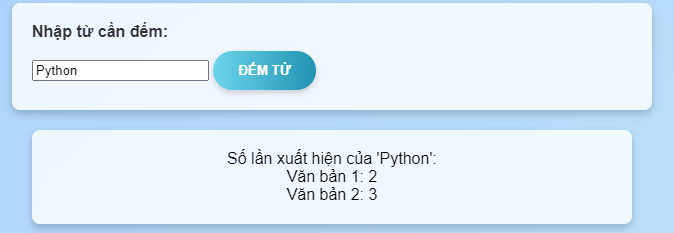 Nhập từ cần đếm:
Python
ĐẾM TỪ
Số lần xuất hiện của 'Python':
Văn bản 1: 2
Văn bản 2: 3